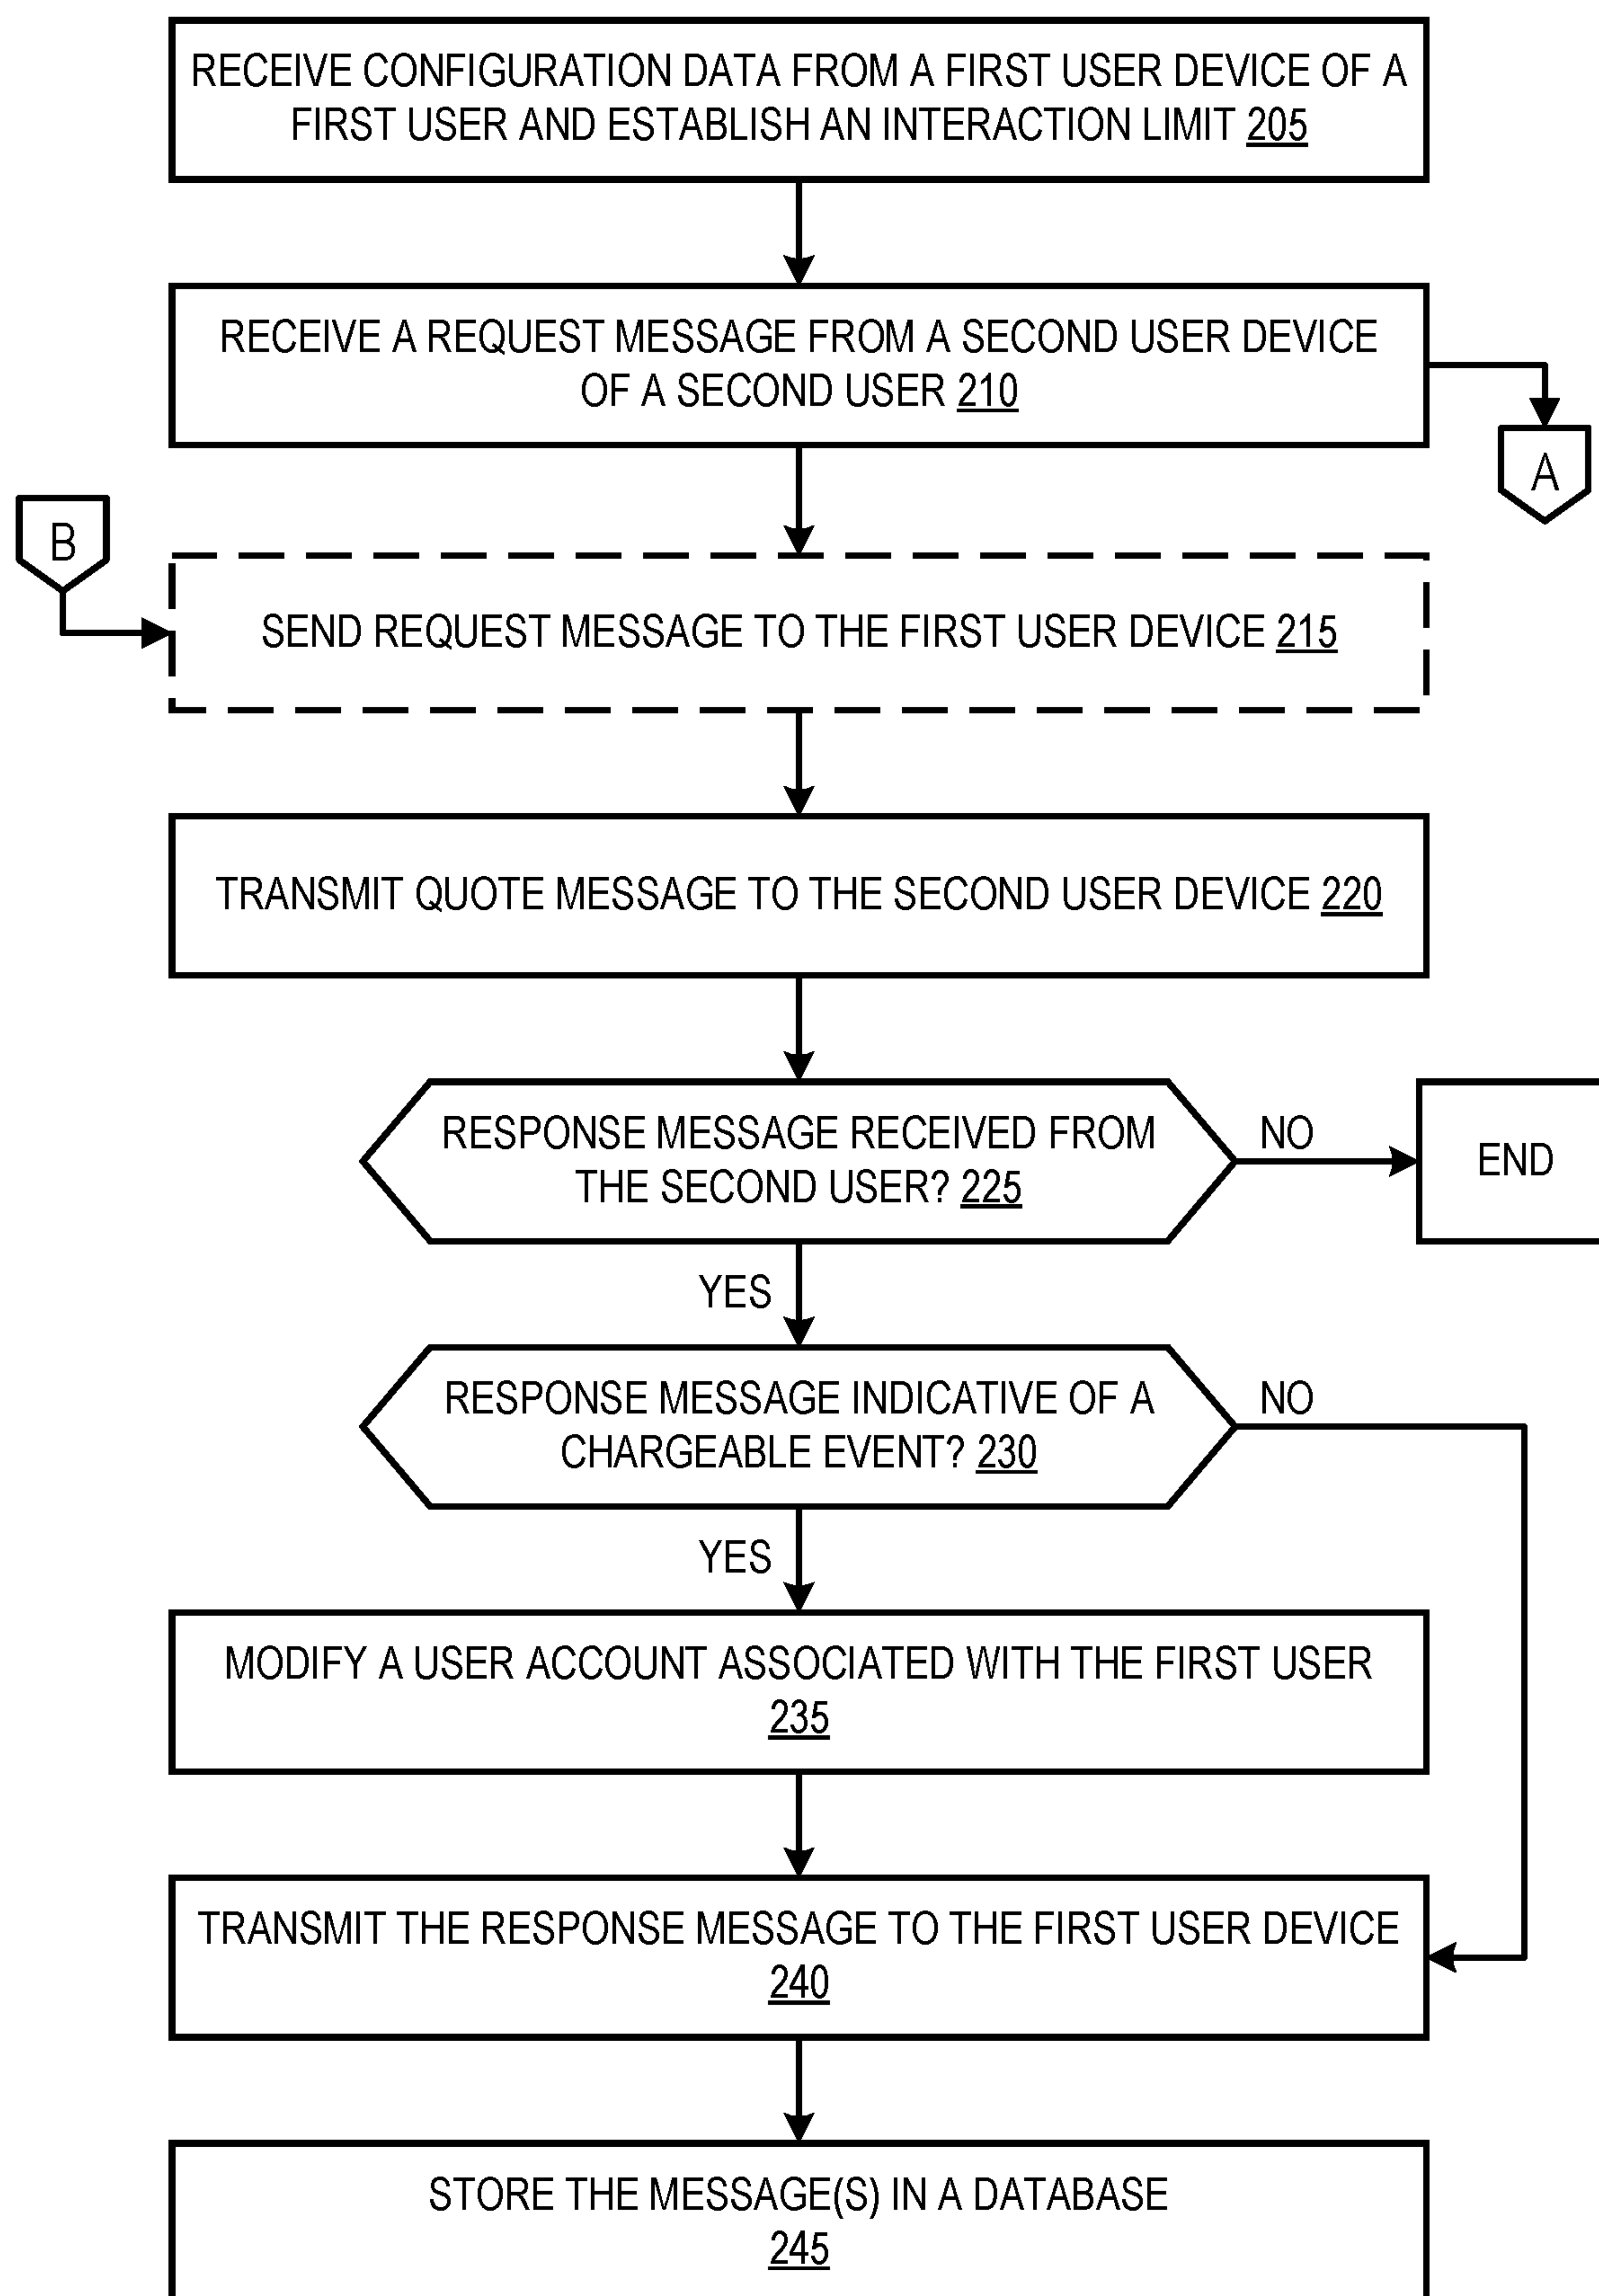 RECEIVE CONFIGURATION DATA FROM A FIRST USER DEVICE OF A
FIRST USER AND ESTABLISH AN INTERACTION LIMIT 205
RECEIVE A REQUEST MESSAGE FROM A SECOND USER DEVICE
OF A SECOND USER 210
A
B
SEND REQUEST MESSAGE TO THE FIRST USER DEVICE 215
TRANSMIT QUOTE MESSAGE TO THE SECOND USER DEVICE 220
RESPONSE MESSAGE RECEIVED FROM
THE SECOND USER? 225
NO
END
YES
RESPONSE MESSAGE INDICATIVE OF A
CHARGEABLE EVENT? 230
NO
YES
MODIFY A USER ACCOUNT ASSOCIATED WITH THE FIRST USER
235
TRANSMIT THE RESPONSE MESSAGE TO THE FIRST USER DEVICE
240
STORE THE MESSAGE(S) IN A DATABASE
245